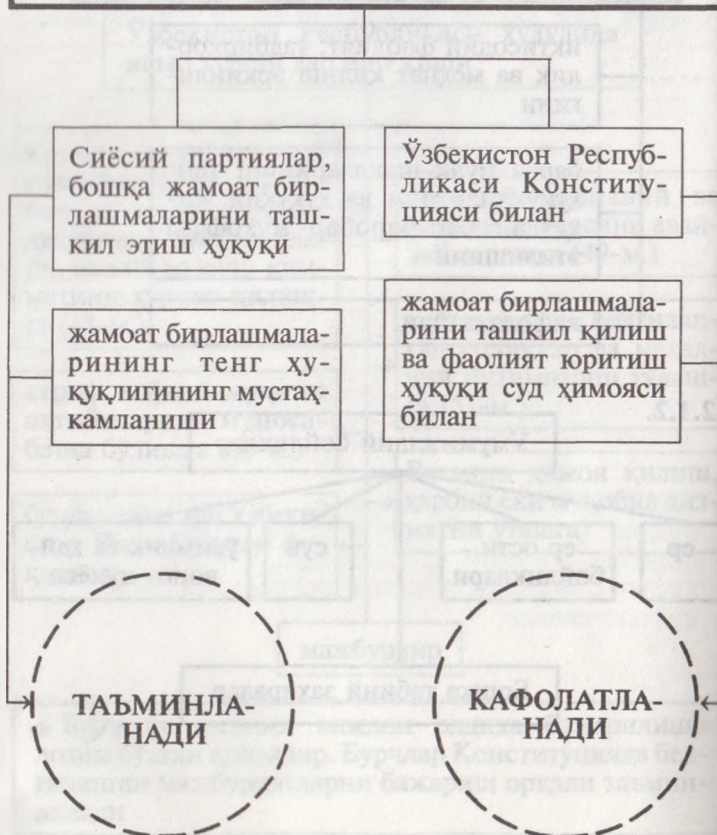 Сиёсий партиялар,
бошқа жамоат бир-
лашмаларини таш-
кил этиш ҳуқуқи
Ўзбекистон Респуб-
ликаси Конститу-
цияси билан
жамоат бирлашмала-
рининг тенг ҳу-
қуқлигининг мустаҳ-
камланиши
жамоат бирлашмала-
рини ташкил қилиш
ва фаолият юритиш
ҳуқуқи суд ҳимояси
билан
ТАЪМИНЛА-
НАДИ
КАФОЛАТЛА-
НАДИ